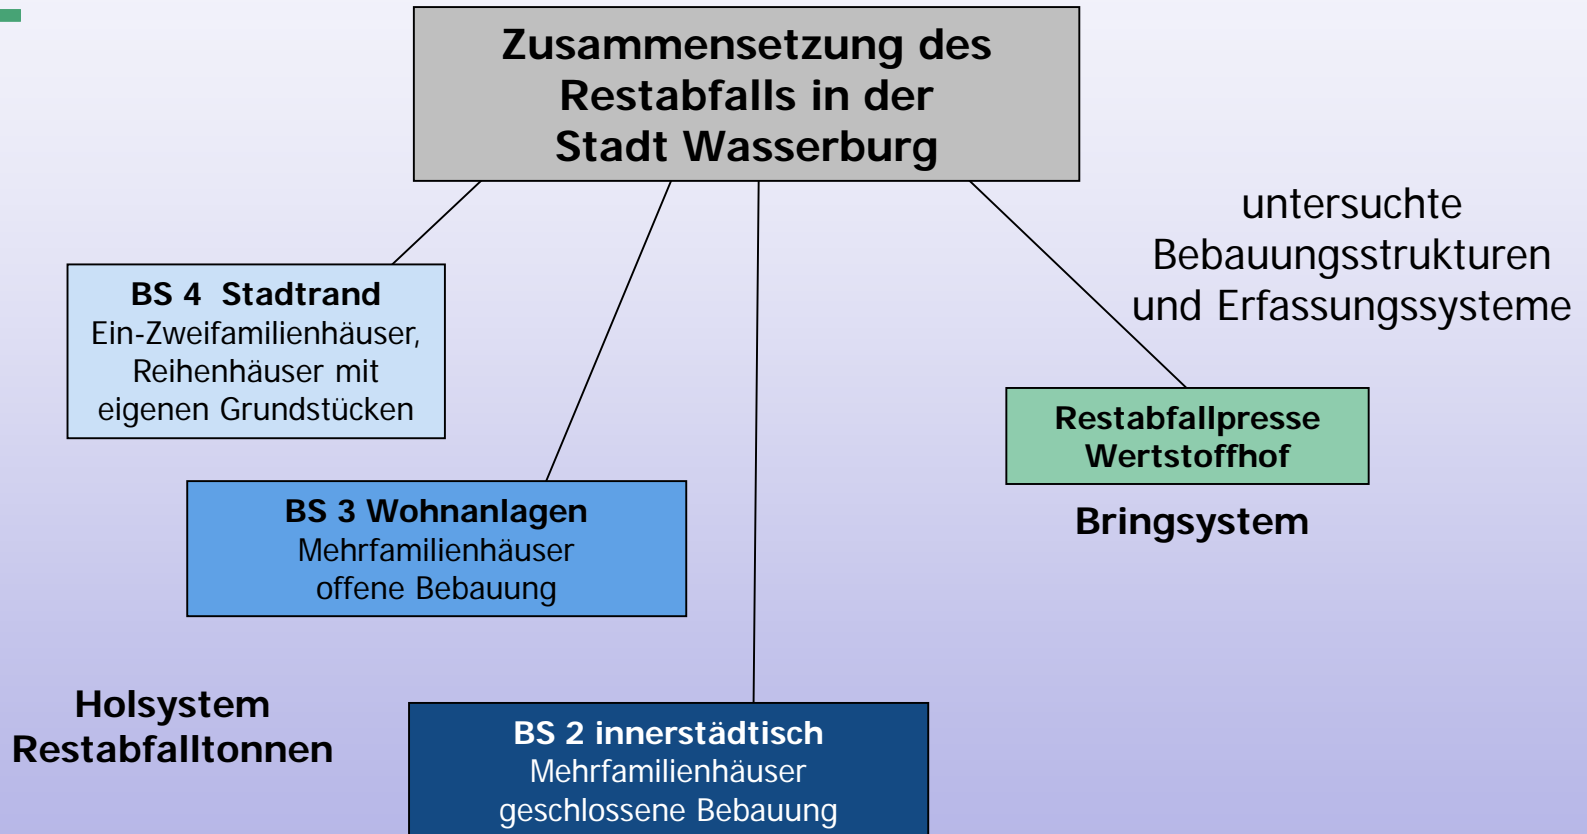 Zusammensetzung des
Restabfalls in der
Stadt Wasserburg
untersuchte
Bebauungsstrukturen
und Erfassungssysteme
BS 4 Stadtrand
Ein-Zweifamilienhäuser,
Reihenhäuser mit
eigenen Grundstücken
Restabfallpresse
Wertstoffhof
Bringsystem
BS 3 Wohnanlagen
Mehrfamilienhäuser
offene Bebauung
Holsystem
Restabfalltonnen
BS 2 innerstädtisch
Mehrfamilienhäuser
geschlossene Bebauung